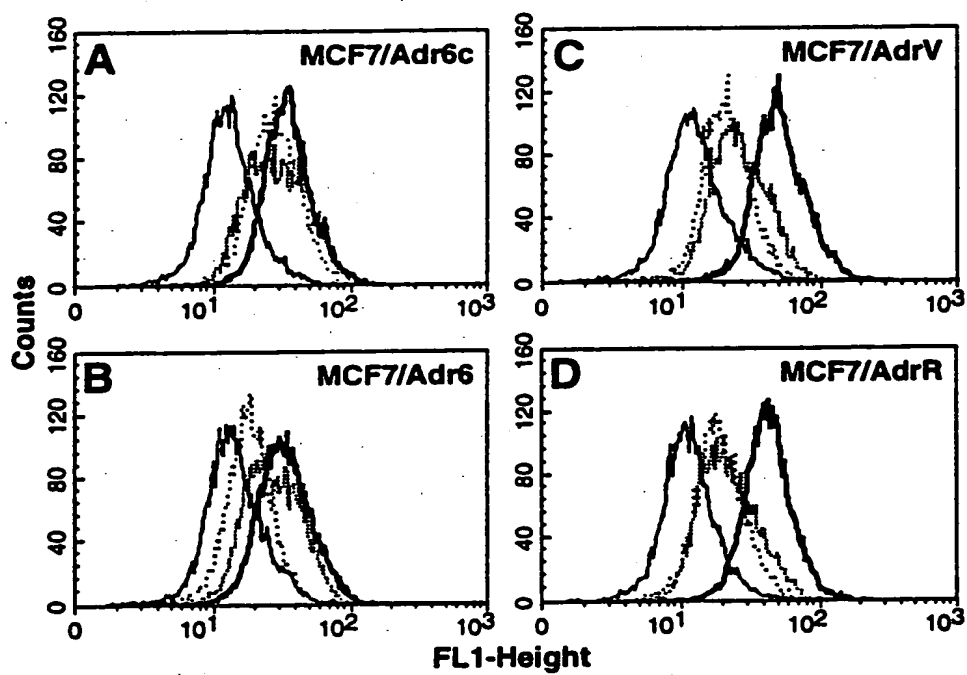 A MCF7/Adr6c
160
120
80
40
0
0 10¹ 10² 10³
C MCF7/AdrV
160
120
80
40
0
0 10¹ 10² 10³
B MCF7/Adr6
160
120
80
40
0
0 10¹ 10² 10³
D MCF7/AdrR
160
120
80
40
0
0 10¹ 10² 10³
Counts
FL1-Height